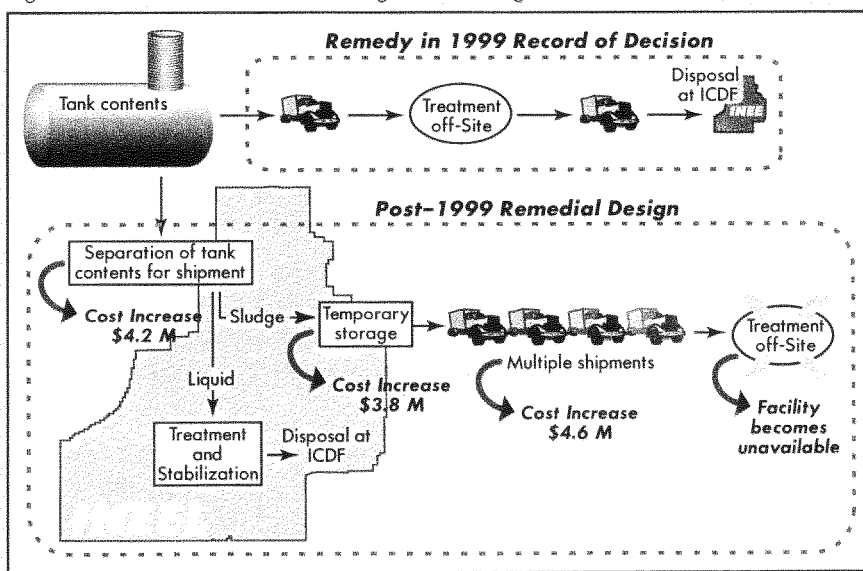 Remedy in 1999 Record of Decision
Tank contents
Treatment
off-Site
Disposal
at ICDF
INEEL
Post–1999 Remedial Design
Separation of tank
contents for shipment
Cost Increase
$4.2 M
Sludge
Temporary
storage
Cost Increase
$3.8 M
Multiple shipments
Cost Increase
$4.6 M
Treatment
off-Site
Facility
becomes
unavailable
Liquid
Treatment
and
Stabilization
Disposal at
ICDF
INEEL